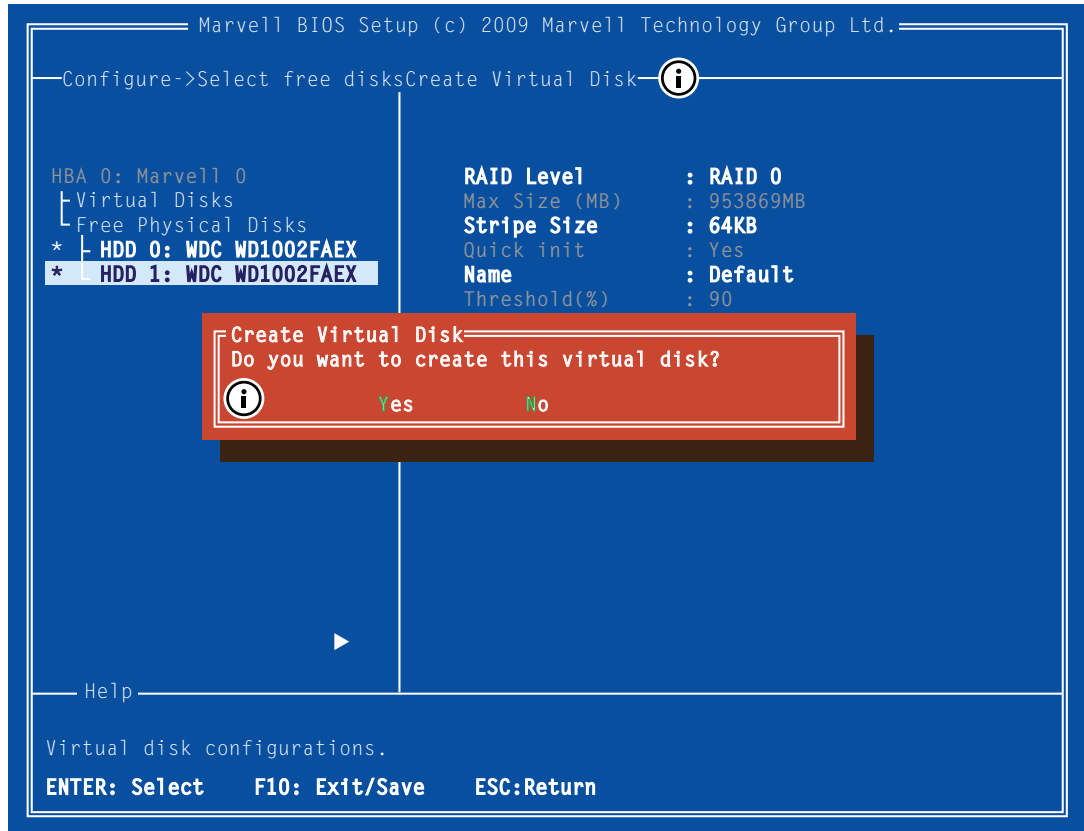 Marvell BIOS Setup (c) 2009 Marvell Technology Group Ltd.
Configure->Select free disksCreate Virtual Disk
i
HBA 0: Marvell 0
Virtual Disks
Free Physical Disks
* HDD 0: WDC WD1002FAEX
* HDD 1: WDC WD1002FAEX
RAID Level : RAID 0
Max Size (MB) : 953869MB
Stripe Size : 64KB
Quick init : Yes
Name : Default
Threshold(%) : 90
Create Virtual Disk
Do you want to create this virtual disk?
i
Yes No
Help
Virtual disk configurations.
ENTER: Select F10: Exit/Save ESC:Return